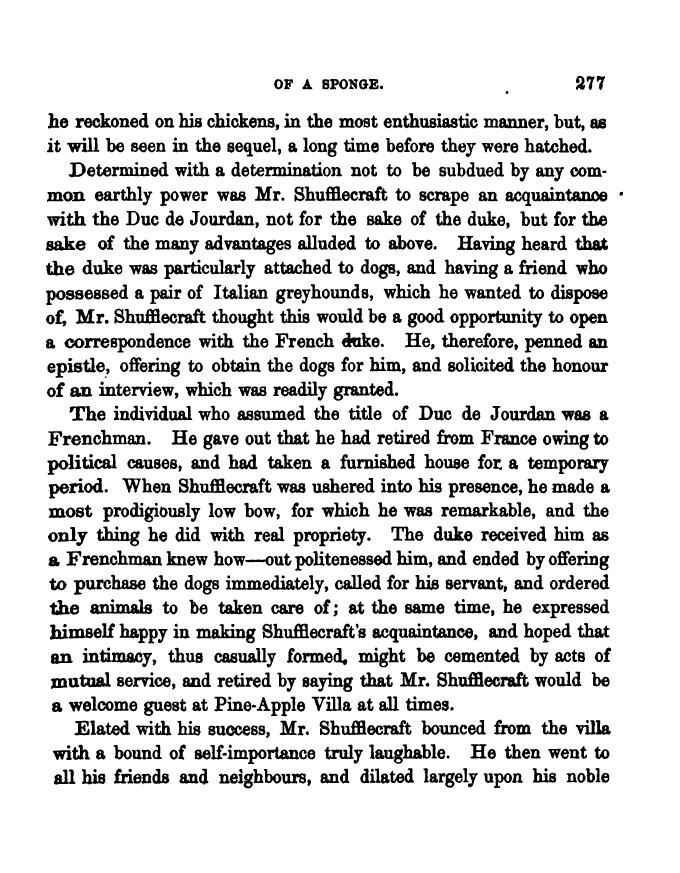 OF A SPONGE. 277
he reckoned on his chickens, in the most enthusiastic manner, but, as
it will be seen in the sequel, a long time before they were hatched.
Determined with a determination not to be subdued by any com-
mon earthly power was Mr. Shufflecraft to scrape an acquaintance
with the Duc de Jourdan, not for the sake of the duke, but for the
sake of the many advantages alluded to above. Having heard that
the duke was particularly attached to dogs, and having a friend who
possessed a pair of Italian greyhounds, which he wanted to dispose
of, Mr. Shufflecraft thought this would be a good opportunity to open
a correspondence with the French duke. He, therefore, penned an
epistle, offering to obtain the dogs for him, and solicited the honour
of an interview, which was readily granted.
The individual who assumed the title of Duc de Jourdan was a
Frenchman. He gave out that he had retired from France owing to
political causes, and had taken a furnished house for a temporary
period. When Shufflecraft was ushered into his presence, he made a
most prodigiously low bow, for which he was remarkable, and the
only thing he did with real propriety. The duke received him as
a Frenchman knew how—out politenessed him, and ended by offering
to purchase the dogs immediately, called for his servant, and ordered
the animals to be taken care of; at the same time, he expressed
himself happy in making Shufflecraft's acquaintance, and hoped that
an intimacy, thus casually formed, might be cemented by acts of
mutual service, and retired by saying that Mr. Shufflecraft would be
a welcome guest at Pine-Apple Villa at all times.
Elated with his success, Mr. Shufflecraft bounced from the villa
with a bound of self-importance truly laughable. He then went to
all his friends and neighbours, and dilated largely upon his noble